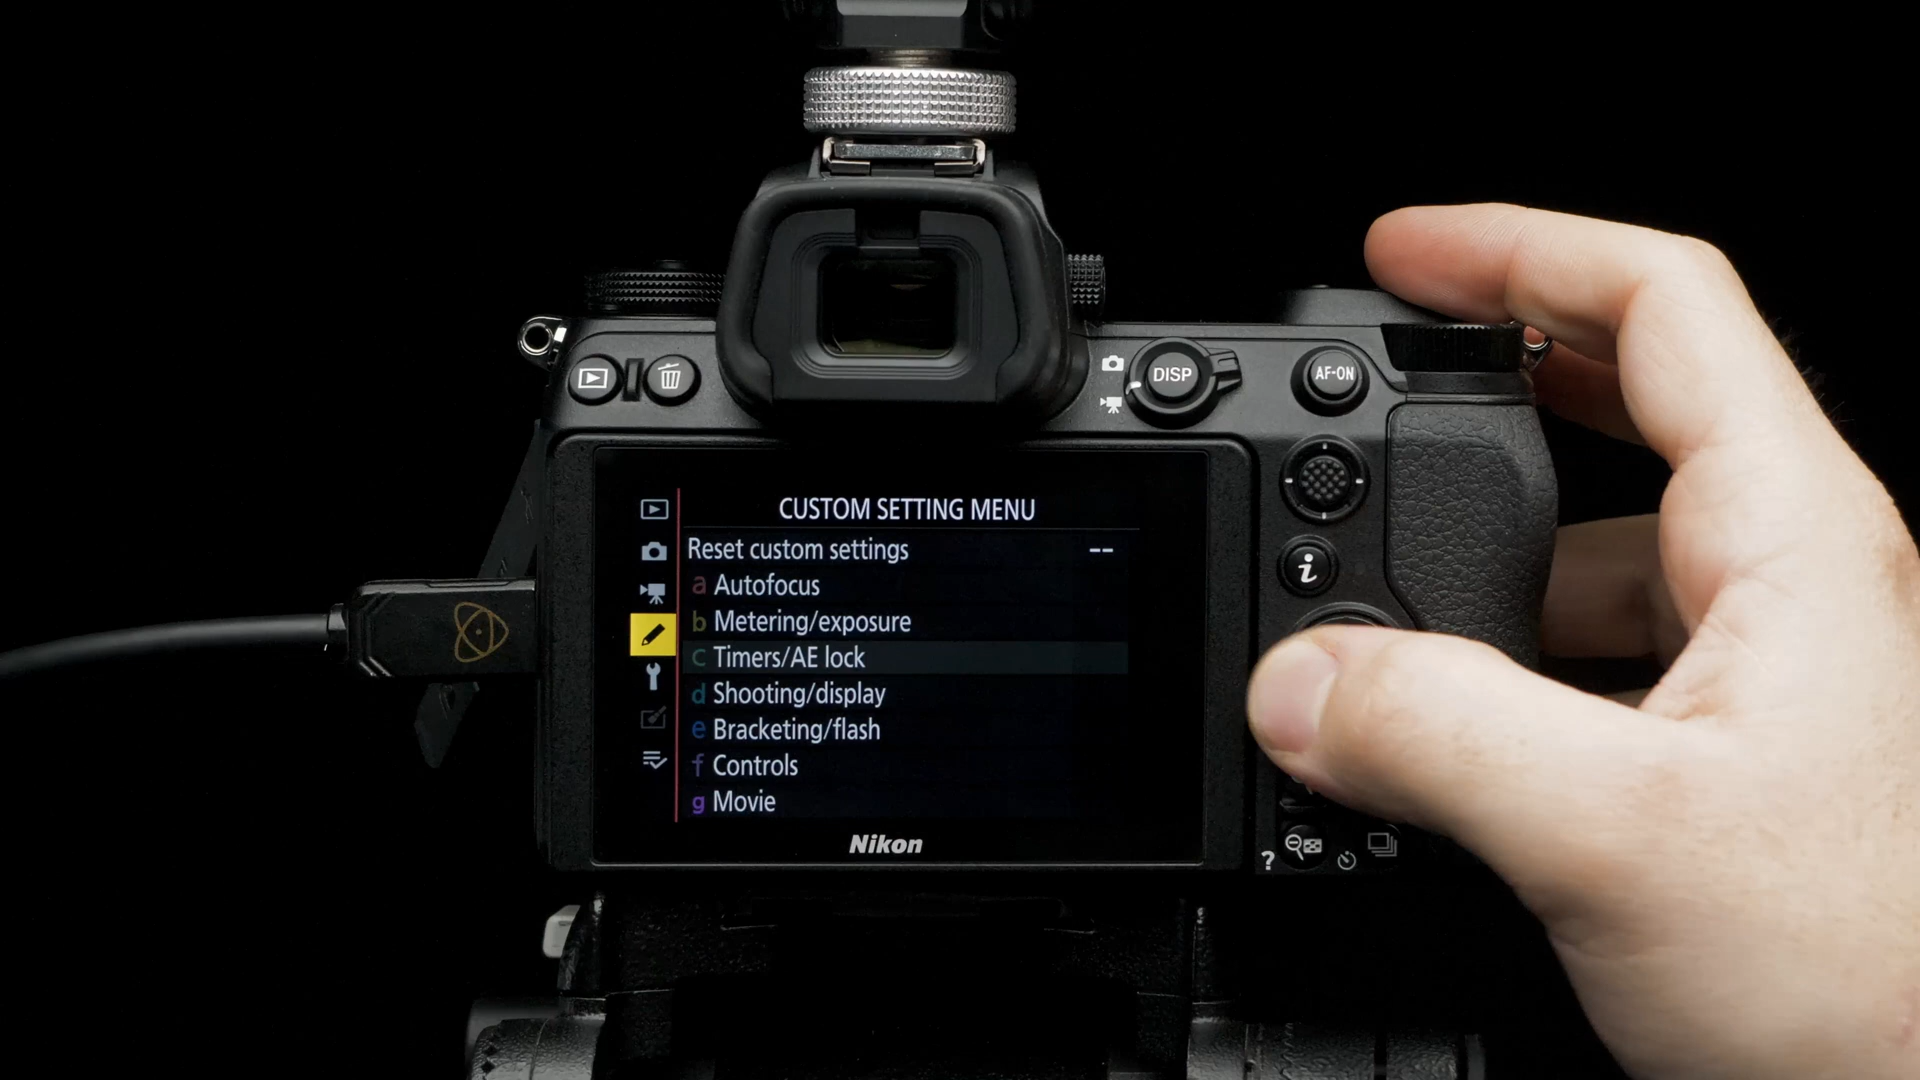 DISP
AF-ON
CUSTOM SETTING MENU
Reset custom settings --
a Autofocus
b Metering/exposure
c Timers/AE lock
d Shooting/display
e Bracketing/flash
f Controls
g Movie
i
Nikon
?